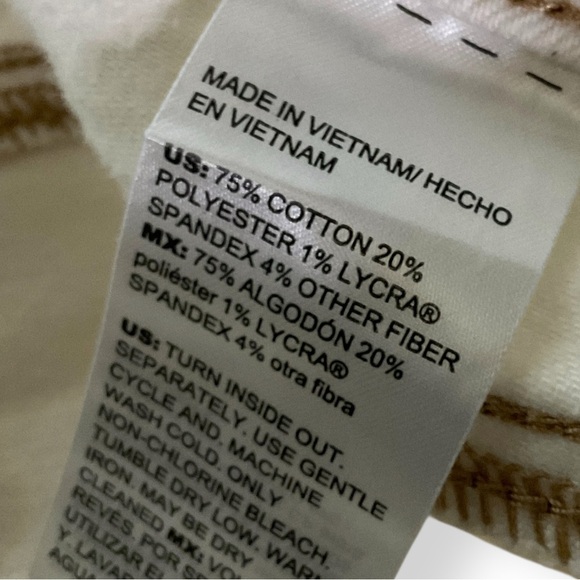 MADE IN VIETNAM/ HECHO
EN VIETNAM
US: 75% COTTON 20%
POLYESTER 1% LYCRA®
SPANDEX 4% OTHER FIBER
MX: 75% ALGODÓN 20%
poliéster 1% LYCRA®
SPANDEX 4% otra fibra
US: TURN INSIDE OUT.
SEPARATELY. USE GENTLE
CYCLE AND. MACHINE
WASH COLD. ONLY
NON-CHLORINE BLEACH.
TUMBLE DRY LOW. WARM
IRON. MAY BE DRY
CLEANED MX:
REVÉS. POR
UTILIZAR
Y. LAVAR